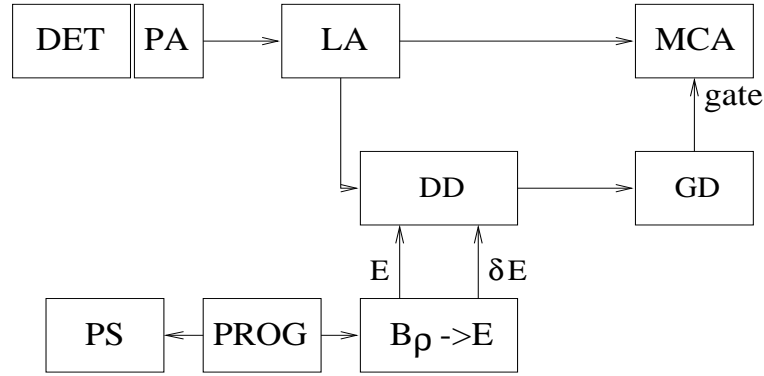 DET PA LA MCA
gate
DD GD
E δE
PS PROG Bρ ->E